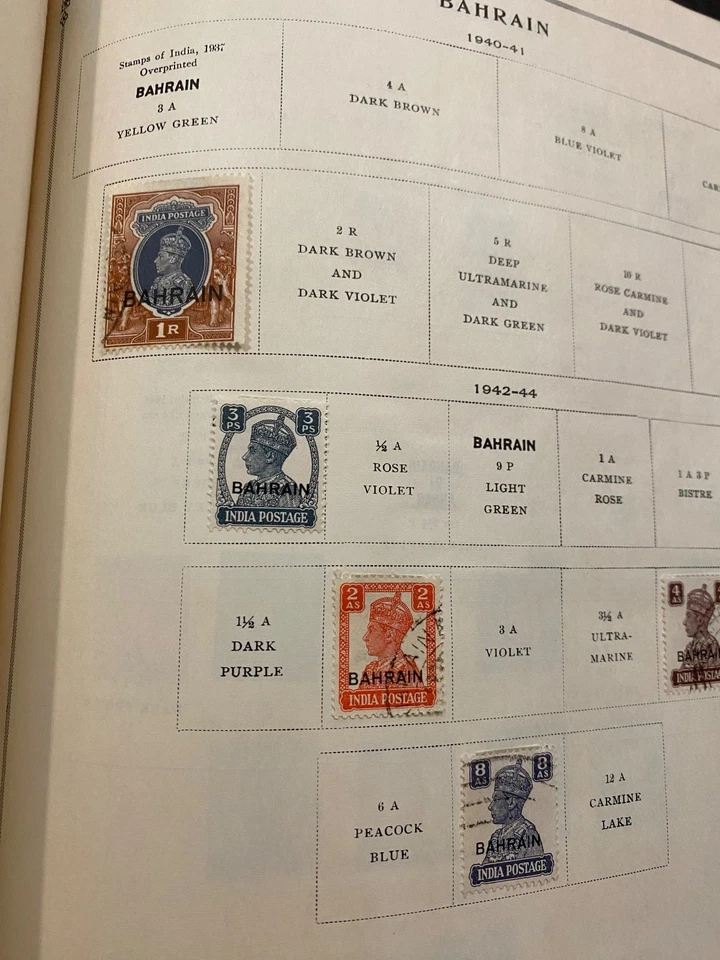 BAHRAIN
1940-41
Stamps of India, 1937
Overprinted
BAHRAIN
3 A
YELLOW GREEN
4 A
DARK BROWN
8 A
BLUE VIOLET
INDIA POSTAGE
BAHRAIN
1R
2 R
DARK BROWN
AND
DARK VIOLET
5 R
DEEP
ULTRAMARINE
AND
DARK GREEN
10 R
ROSE CARMINE
AND
DARK VIOLET
1942-44
3 PS
3 PS
BAHRAIN
INDIA POSTAGE
½ A
ROSE
VIOLET
BAHRAIN
9 P
LIGHT
GREEN
1 A
CARMINE
ROSE
1 A 3 P
BISTRE
1½ A
DARK
PURPLE
2 AS
2 AS
BAHRAIN
INDIA POSTAGE
3 A
VIOLET
3½ A
ULTRA-
MARINE
4 AS
BAHRAIN
6 A
PEACOCK
BLUE
8 AS
8 AS
BAHRAIN
INDIA POSTAGE
12 A
CARMINE
LAKE